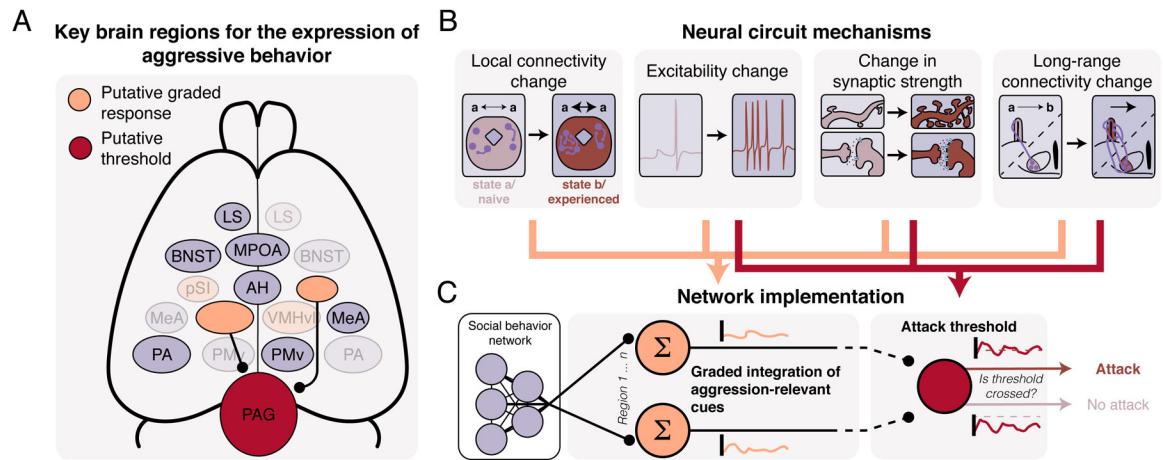 A
Key brain regions for the expression of
aggressive behavior
Putative graded
response
Putative
threshold
LS
LS
BNST
MPOA
BNST
pSI
AH
MeA
VMHvl
MeA
PA
PMv
PMv
PA
PAG
B
Neural circuit mechanisms
Local connectivity
change
a a
a a
state a/
naive
state b/
experienced
Excitability change
Change in
synaptic strength
Long-range
connectivity change
a b
C
Network implementation
Social behavior
network
Region 1 ... n
Σ
Σ
Graded integration of
aggression-relevant
cues
Attack threshold
Is threshold
crossed?
Attack
No attack